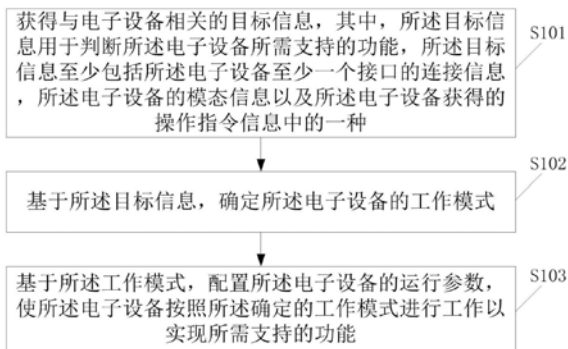 获得与电子设备相关的目标信息，其中，所述目标信
息用于判断所述电子设备所需支持的功能，所述目标
信息至少包括所述电子设备至少一个接口的连接信息
，所述电子设备的模态信息以及所述电子设备获得的
操作指令信息中的一种
S101
基于所述目标信息，确定所述电子设备的工作模式
S102
基于所述工作模式，配置所述电子设备的运行参数，
使所述电子设备按照所述确定的工作模式进行工作以
实现所需支持的功能
S103